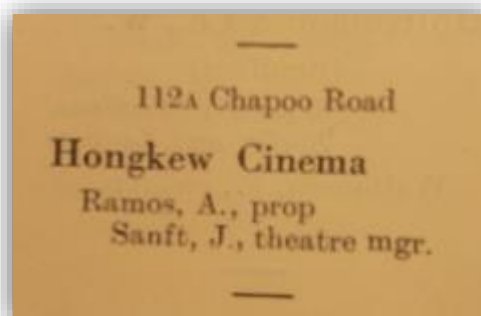 112A Chapoo Road
Hongkew Cinema
Ramos, A., prop
Sanft, J., theatre mgr.